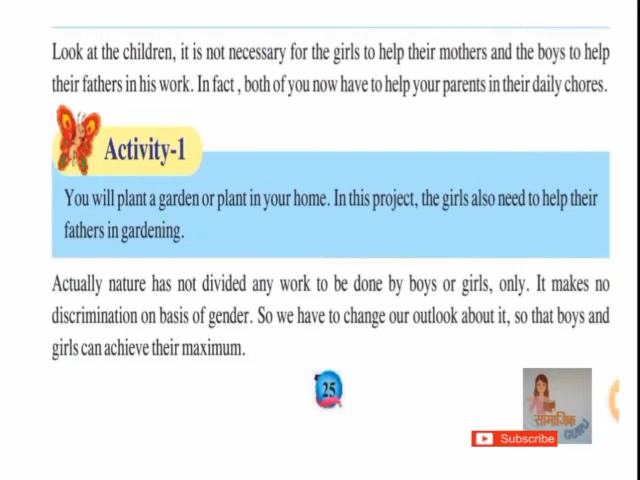 Look at the children, it is not necessary for the girls to help their mothers and the boys to help
their fathers in his work. In fact , both of you now have to help your parents in their daily chores.
Activity-1
You will plant a garden or plant in your home. In this project, the girls also need to help their
fathers in gardening.
Actually nature has not divided any work to be done by boys or girls, only. It makes no
discrimination on basis of gender. So we have to change our outlook about it, so that boys and
girls can achieve their maximum.
25
सामाजिक
GURU
Subscribe